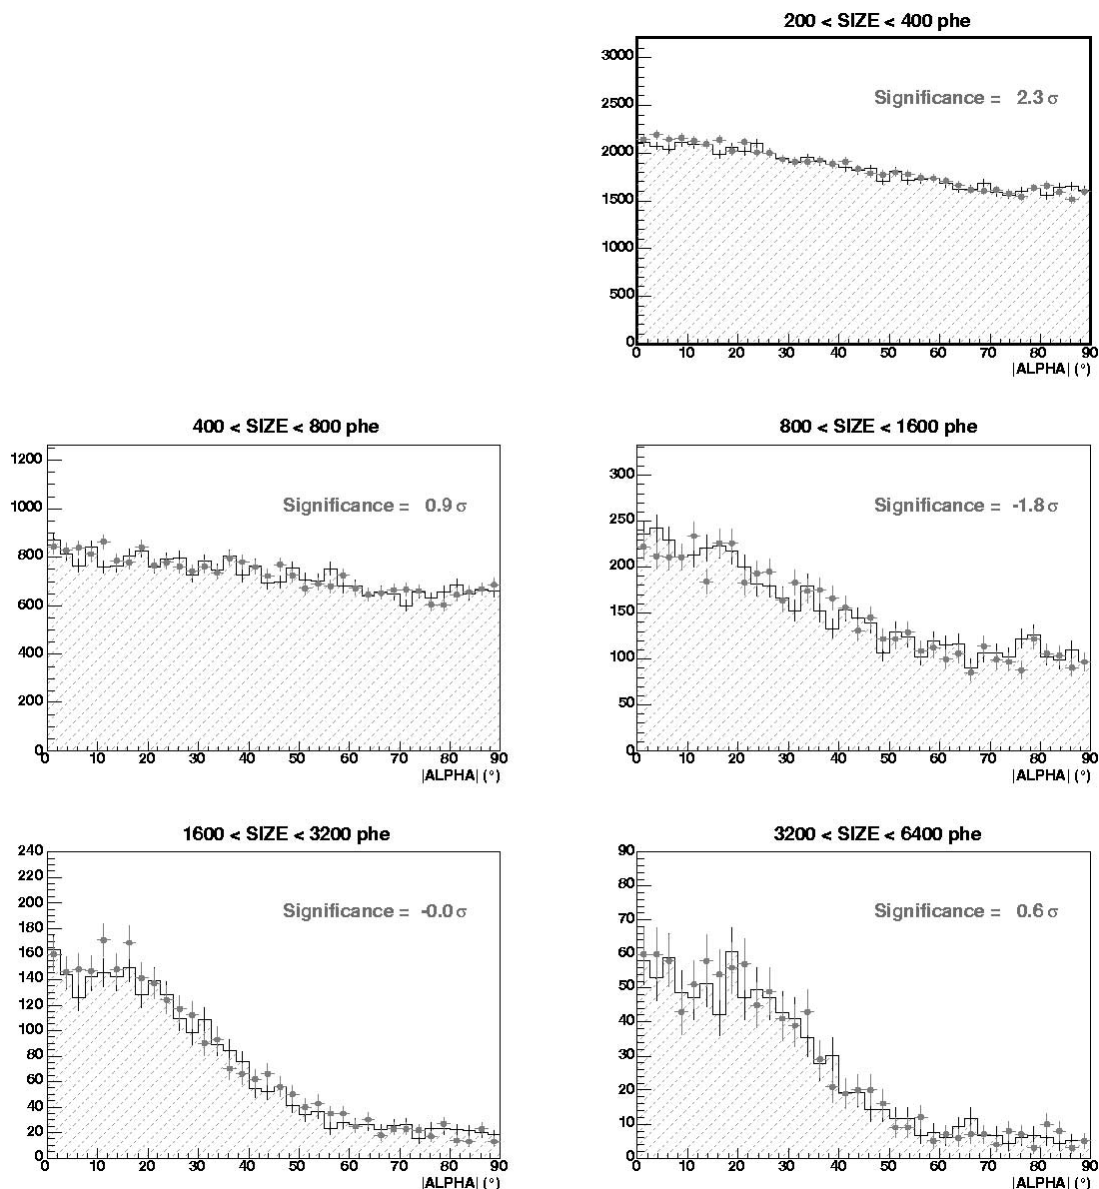 200 < SIZE < 400 phe
3000
2500
2000
1500
1000
500
0
Significance = 2.3 σ
0 10 20 30 40 50 60 70 80 90
|ALPHA| (°)
400 < SIZE < 800 phe
1200
1000
800
600
400
200
0
Significance = 0.9 σ
0 10 20 30 40 50 60 70 80 90
|ALPHA| (°)
800 < SIZE < 1600 phe
300
250
200
150
100
50
0
Significance = -1.8 σ
0 10 20 30 40 50 60 70 80 90
|ALPHA| (°)
1600 < SIZE < 3200 phe
240
220
200
180
160
140
120
100
80
60
40
20
0
Significance = -0.0 σ
0 10 20 30 40 50 60 70 80 90
|ALPHA| (°)
3200 < SIZE < 6400 phe
90
80
70
60
50
40
30
20
10
0
Significance = 0.6 σ
0 10 20 30 40 50 60 70 80 90
|ALPHA| (°)